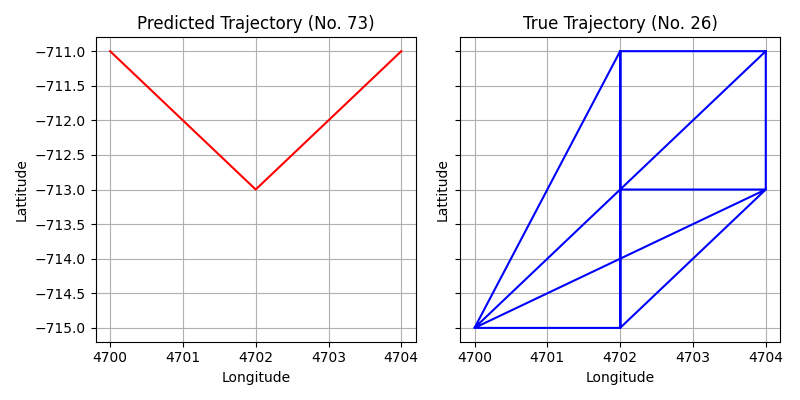 Predicted Trajectory (No. 73)
True Trajectory (No. 26)
−711.0
−711.5
−712.0
−712.5
−713.0
−713.5
−714.0
−714.5
−715.0
Lattitude
Lattitude
4700 4701 4702 4703 4704
4700 4701 4702 4703 4704
Longitude
Longitude